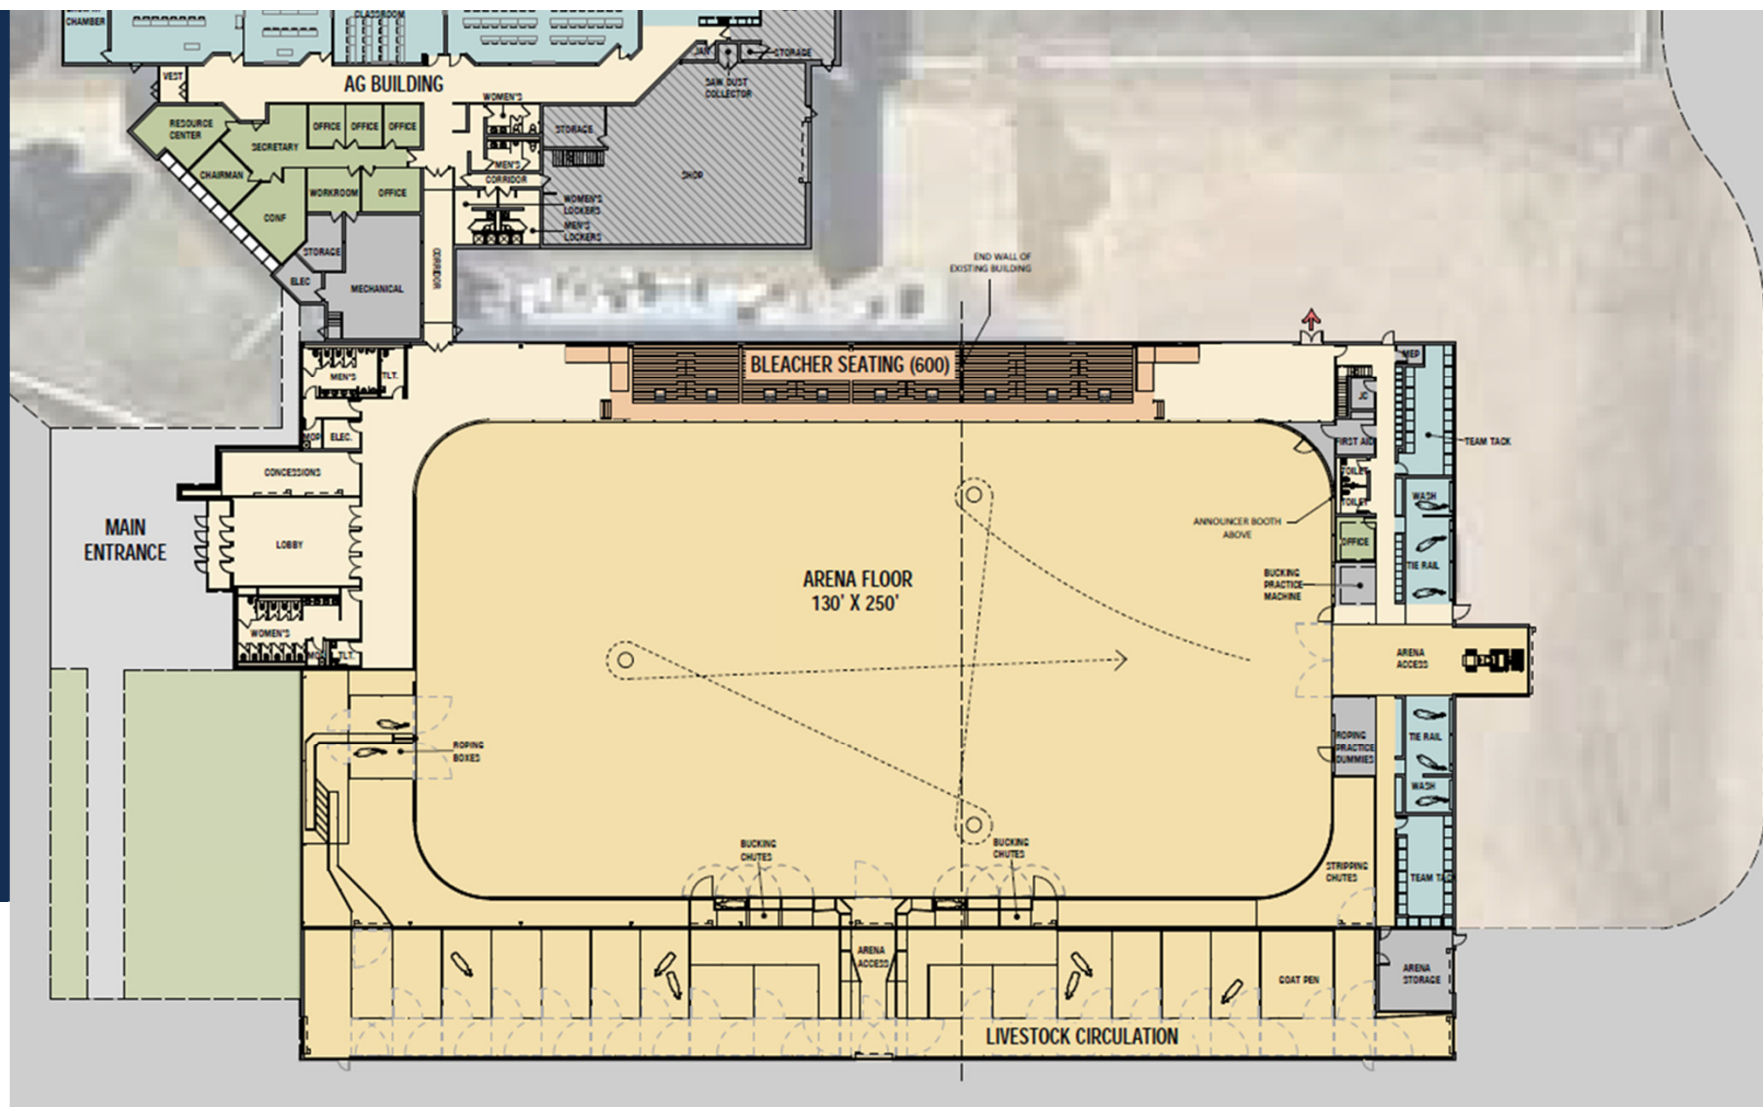 CHAMBER
CLASSROOM
JAN
STORAGE
SAW DUST
COLLECTOR
VEST
AG BUILDING
WOMEN'S
RESOURCE
CENTER
OFFICE
OFFICE
OFFICE
STORAGE
SECRETARY
MEN'S
CHAIRMAN
CORRIDOR
SHOP
WORKROOM
OFFICE
WOMEN'S
LOCKERS
CONF
MEN'S
LOCKERS
STORAGE
CORRIDOR
END WALL OF
EXISTING BUILDING
ELEC
MECHANICAL
BLEACHER SEATING (600)
MEP
MEN'S
TLT.
JC
MOP
ELEC.
FIRST AID
TEAM TACK
CONCESSIONS
TOILET
TOILET
WASH
MAIN
ENTRANCE
LOBBY
ANNOUNCER BOOTH
ABOVE
OFFICE
ARENA FLOOR
130' X 250'
BUCKING
PRACTICE
MACHINE
TIE RAIL
WOMEN'S
TLT.
ARENA
ACCESS
ROPING
BOXES
ROPING
PRACTICE
DUMMIES
TIE RAIL
WASH
BUCKING
CHUTES
BUCKING
CHUTES
STRIPPING
CHUTES
TEAM TACK
ARENA
ACCESS
GOAT PEN
ARENA
STORAGE
LIVESTOCK CIRCULATION